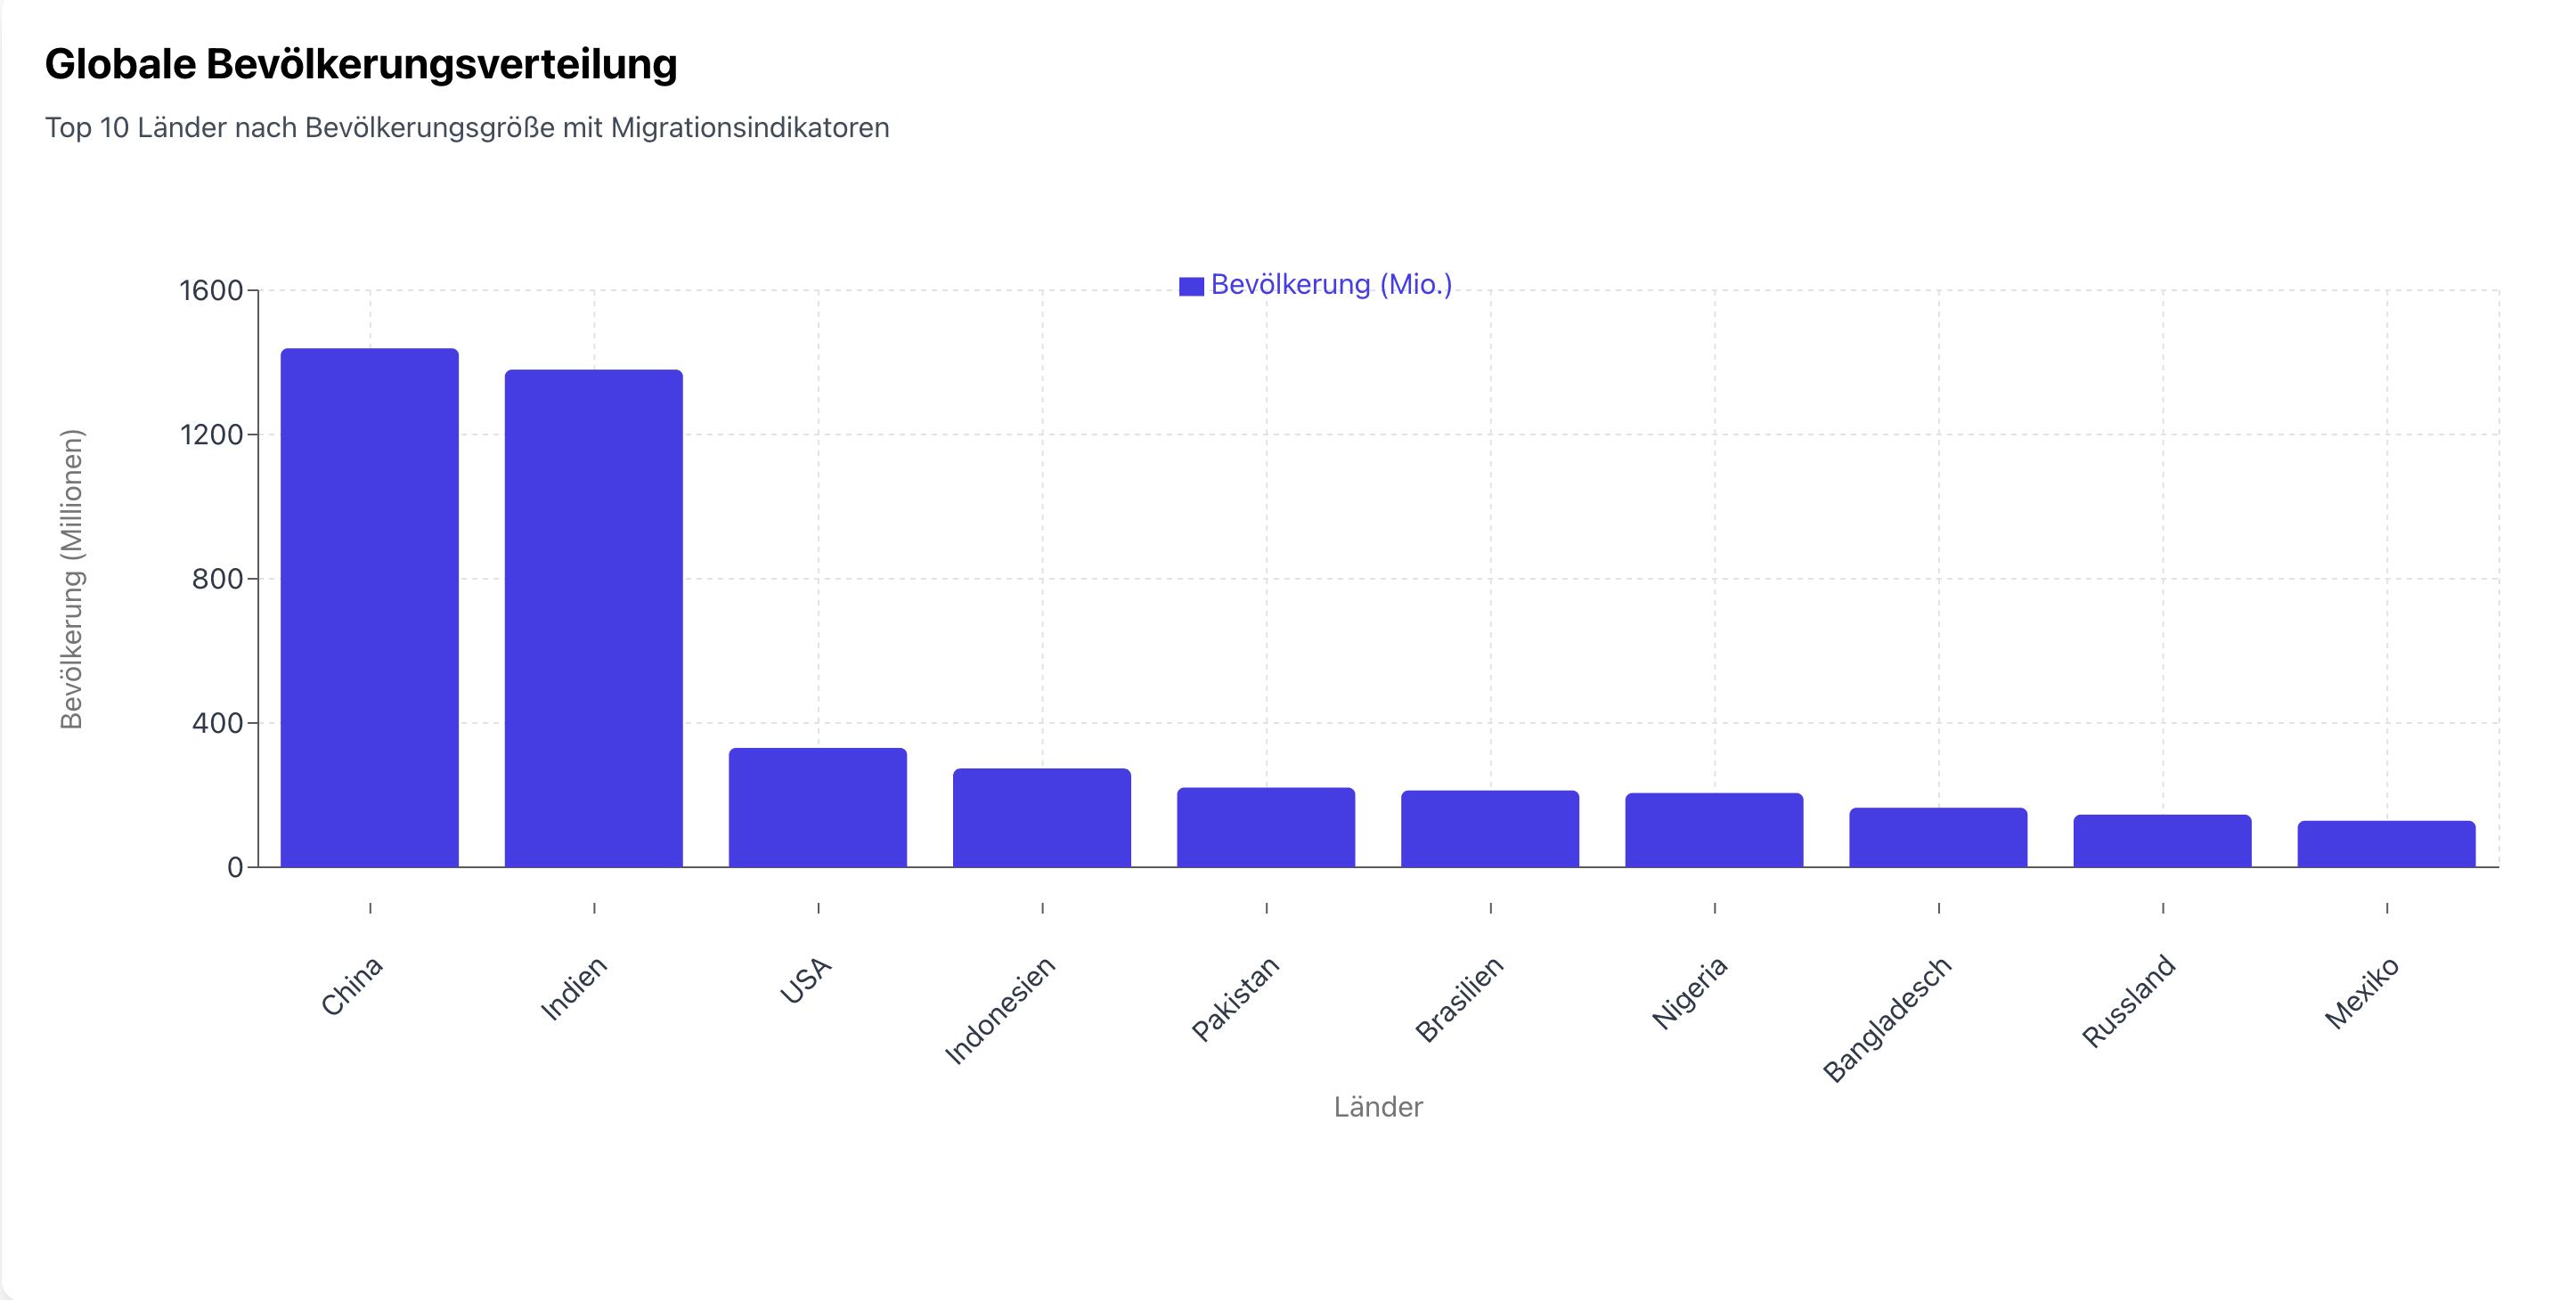 Globale Bevölkerungsverteilung
Top 10 Länder nach Bevölkerungsgröße mit Migrationsindikatoren
Bevölkerung (Mio.)
Bevölkerung (Millionen)
1600
1200
800
400
0
China
Indien
USA
Indonesien
Pakistan
Brasilien
Nigeria
Bangladesch
Russland
Mexiko
Länder